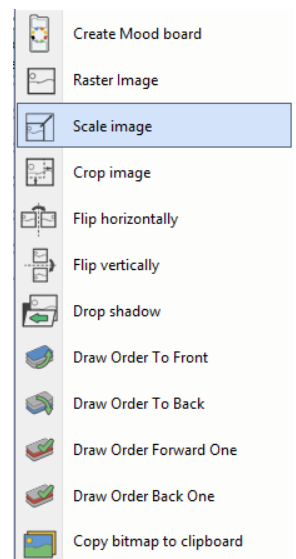 Create Mood board
Raster Image
Scale image
Crop image
Flip horizontally
Flip vertically
Drop shadow
Draw Order To Front
Draw Order To Back
Draw Order Forward One
Draw Order Back One
Copy bitmap to clipboard